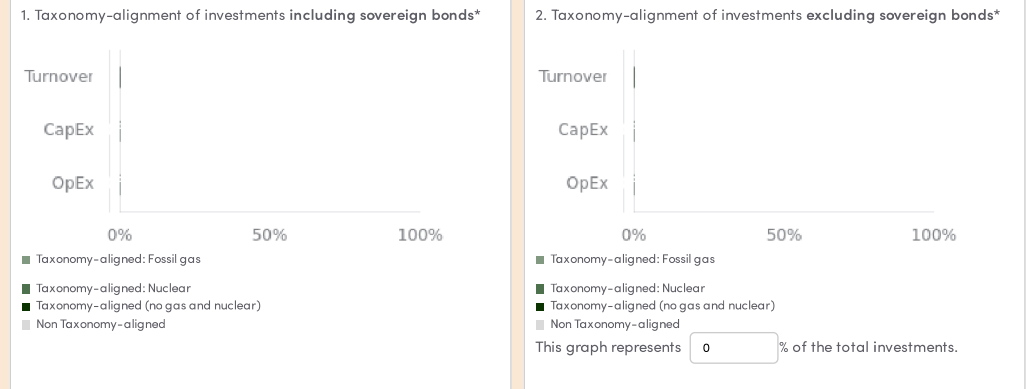 1. Taxonomy-alignment of investments including sovereign bonds*
Turnover
CapEx
OpEx
0% 50% 100%
Taxonomy-aligned: Fossil gas
Taxonomy-aligned: Nuclear
Taxonomy-aligned (no gas and nuclear)
Non Taxonomy-aligned
2. Taxonomy-alignment of investments excluding sovereign bonds*
Turnover
CapEx
OpEx
0% 50% 100%
Taxonomy-aligned: Fossil gas
Taxonomy-aligned: Nuclear
Taxonomy-aligned (no gas and nuclear)
Non Taxonomy-aligned
This graph represents 0 % of the total investments.